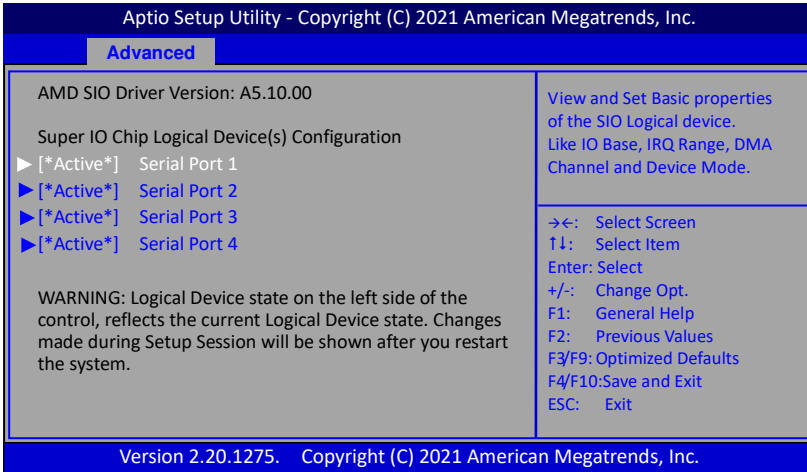 Aptio Setup Utility - Copyright (C) 2021 American Megatrends, Inc.
Advanced
AMD SIO Driver Version: A5.10.00
Super IO Chip Logical Device(s) Configuration
▶ [*Active*] Serial Port 1
▶ [*Active*] Serial Port 2
▶ [*Active*] Serial Port 3
▶ [*Active*] Serial Port 4
WARNING: Logical Device state on the left side of the
control, reflects the current Logical Device state. Changes
made during Setup Session will be shown after you restart
the system.
View and Set Basic properties
of the SIO Logical device.
Like IO Base, IRQ Range, DMA
Channel and Device Mode.
→←: Select Screen
↑↓: Select Item
Enter: Select
+/-: Change Opt.
F1: General Help
F2: Previous Values
F3/F9: Optimized Defaults
F4/F10:Save and Exit
ESC: Exit
Version 2.20.1275. Copyright (C) 2021 American Megatrends, Inc.